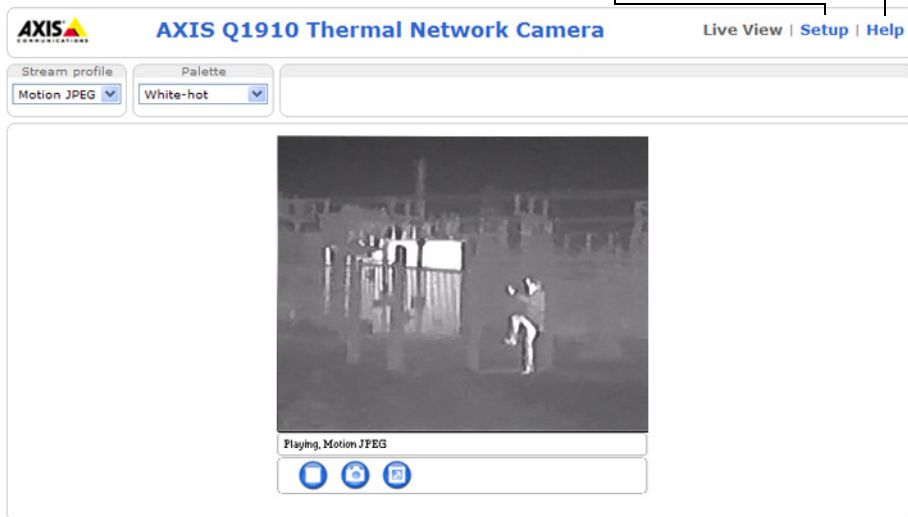 AXIS
COMMUNICATIONS
AXIS Q1910 Thermal Network Camera
Live View | Setup | Help
Stream profile
Palette
Motion JPEG
White-hot
Playing, Motion JPEG